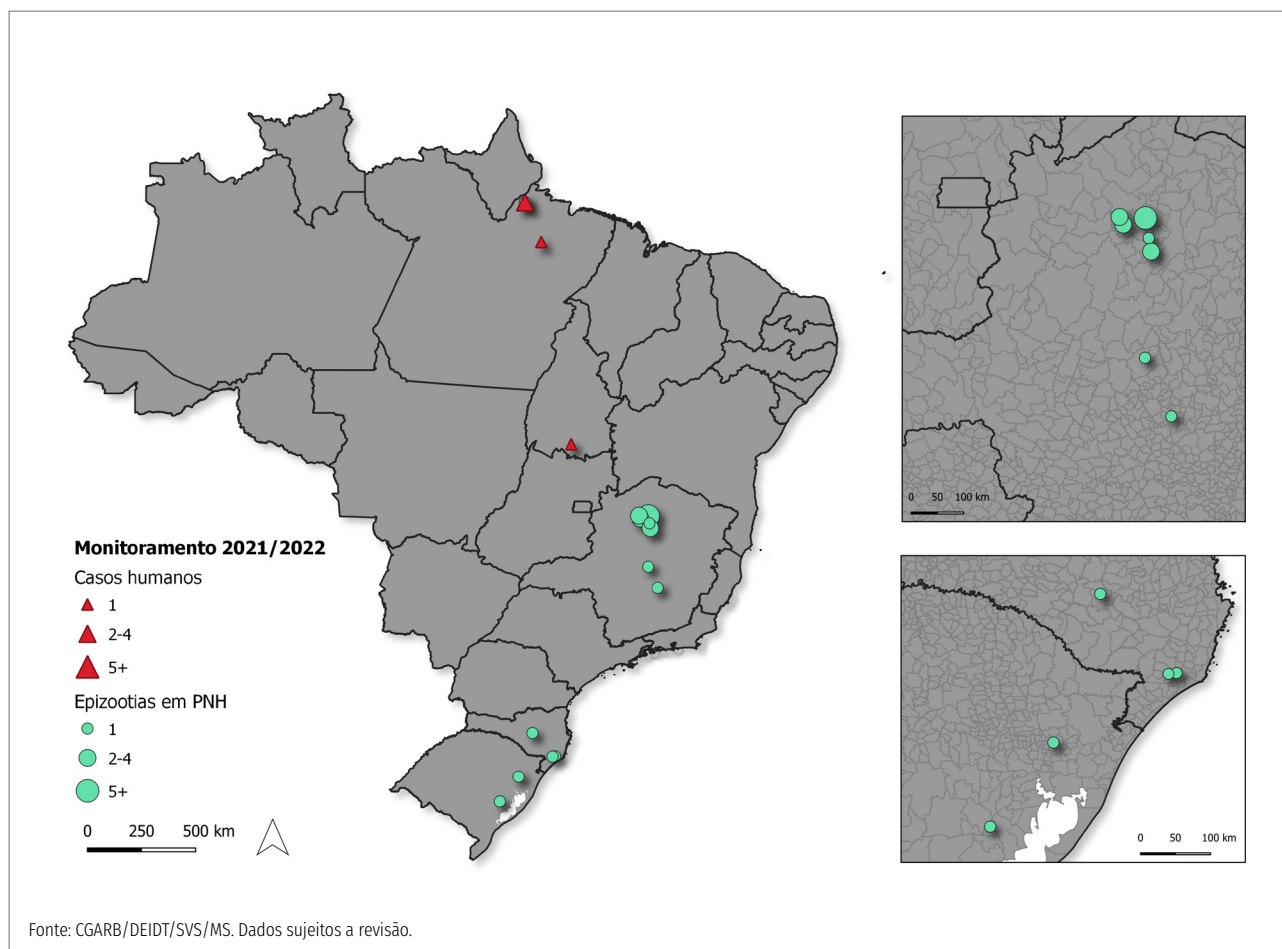 Monitoramento 2021/2022
Casos humanos
1
2-4
5+
Epizootias em PNH
1
2-4
5+
0 250 500 km
0 50 100 km
0 50 100 km
Fonte: CGARB/DEIDT/SVS/MS. Dados sujeitos a revisão.